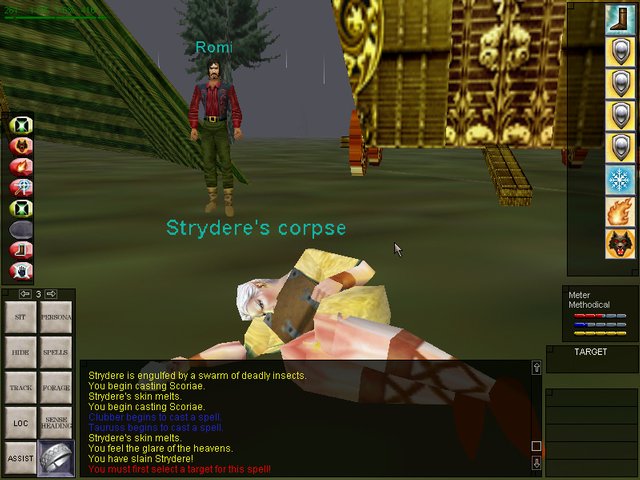 Romi
Strydere's corpse
3
SIT
PERSONA
HIDE
SPELLS
TRACK
FORAGE
LOC
SENSE
HEADING
ASSIST
Strydere is engulfed by a swarm of deadly insects.
You begin casting Scoriae.
Strydere's skin melts.
You begin casting Scoriae.
Clubber begins to cast a spell.
Tauruss begins to cast a spell.
Strydere's skin melts.
You feel the glare of the heavens.
You have slain Strydere!
You must first select a target for this spell!
Meter
Methodical
TARGET